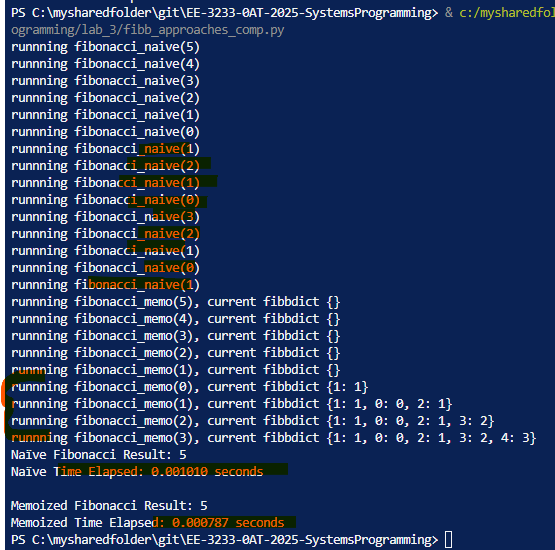 PS C:\mysharedfolder\git\EE-3233-0AT-2025-SystemsProgramming> & c:/mysharedfol
ogramming/lab_3/fibb_approaches_comp.py
runnning fibonacci_naive(5)
runnning fibonacci_naive(4)
runnning fibonacci_naive(3)
runnning fibonacci_naive(2)
runnning fibonacci_naive(1)
runnning fibonacci_naive(0)
runnning fibonacci_naive(1)
runnning fibonacci_naive(2)
runnning fibonacci_naive(1)
runnning fibonacci_naive(0)
runnning fibonacci_naive(3)
runnning fibonacci_naive(2)
runnning fibonacci_naive(1)
runnning fibonacci_naive(0)
runnning fibonacci_naive(1)
runnning fibonacci_memo(5), current fibbdict {}
runnning fibonacci_memo(4), current fibbdict {}
runnning fibonacci_memo(3), current fibbdict {}
runnning fibonacci_memo(2), current fibbdict {}
runnning fibonacci_memo(1), current fibbdict {}
runnning fibonacci_memo(0), current fibbdict {1: 1}
runnning fibonacci_memo(1), current fibbdict {1: 1, 0: 0, 2: 1}
runnning fibonacci_memo(2), current fibbdict {1: 1, 0: 0, 2: 1, 3: 2}
runnning fibonacci_memo(3), current fibbdict {1: 1, 0: 0, 2: 1, 3: 2, 4: 3}
Naïve Fibonacci Result: 5
Naïve Time Elapsed: 0.001010 seconds
Memoized Fibonacci Result: 5
Memoized Time Elapsed: 0.000787 seconds
PS C:\mysharedfolder\git\EE-3233-0AT-2025-SystemsProgramming>